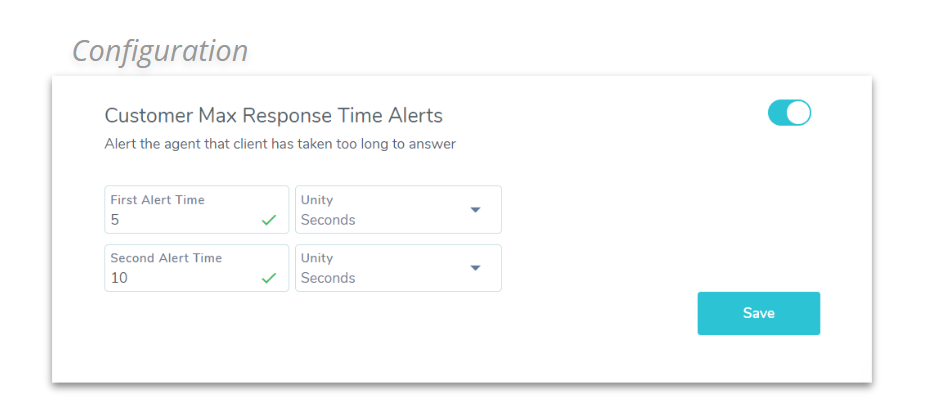 Configuration
Customer Max Response Time Alerts
Alert the agent that client has taken too long to answer
First Alert Time
5
Unity
Seconds
Second Alert Time
10
Unity
Seconds
Save